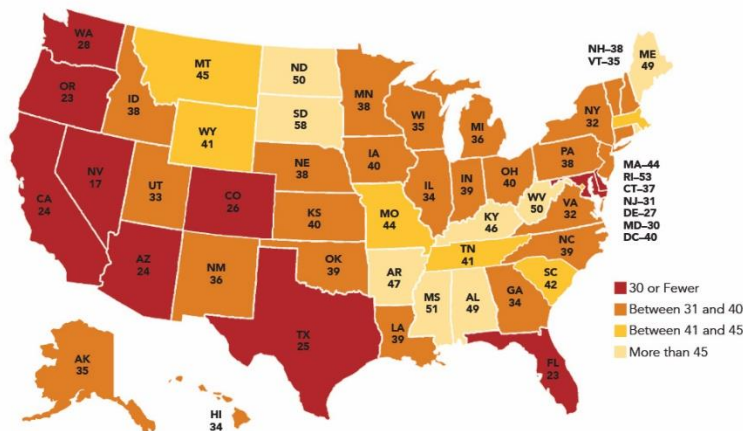 WA
28
OR
23
CA
24
NV
17
ID
38
MT
45
WY
41
UT
33
AZ
24
CO
26
NM
36
ND
50
SD
58
NE
38
KS
40
OK
39
TX
25
MN
38
IA
40
MO
44
AR
47
LA
39
WI
35
IL
34
MI
36
IN
39
OH
40
KY
46
TN
41
MS
51
AL
49
GA
34
FL
23
SC
42
NC
39
VA
32
WV
50
PA
38
NY
32
ME
49
NH–38
VT–35
MA–44
RI–53
CT–37
NJ–31
DE–27
MD–30
DC–40
AK
35
HI
34
30 or Fewer
Between 31 and 40
Between 41 and 45
More than 45